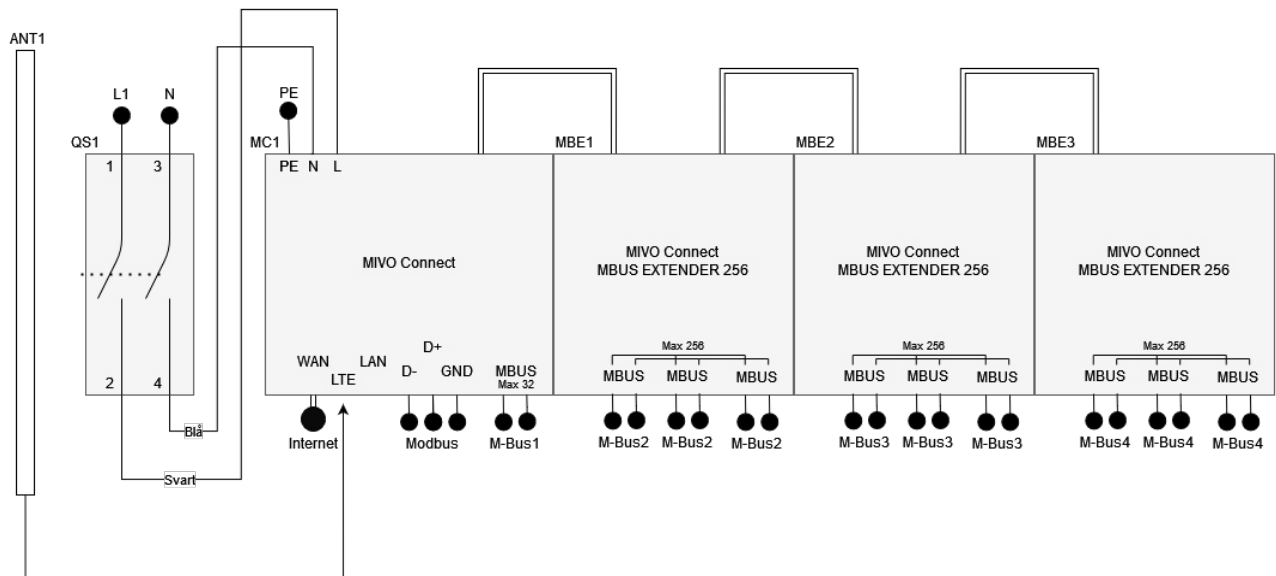 ANT1
L1 N
PE
QS1
MC1
MBE1
MBE2
MBE3
1 3
PE N L
MIVO Connect
MIVO Connect
MBUS EXTENDER 256
MIVO Connect
MBUS EXTENDER 256
MIVO Connect
MBUS EXTENDER 256
2 4
WAN
LTE
LAN
D-
D+
GND
MBUS
Max 32
Max 256
MBUS MBUS MBUS
Max 256
MBUS MBUS MBUS
Max 256
MBUS MBUS MBUS
Blå
Svart
Internet
Modbus
M-Bus1
M-Bus2 M-Bus2 M-Bus2
M-Bus3 M-Bus3 M-Bus3
M-Bus4 M-Bus4 M-Bus4